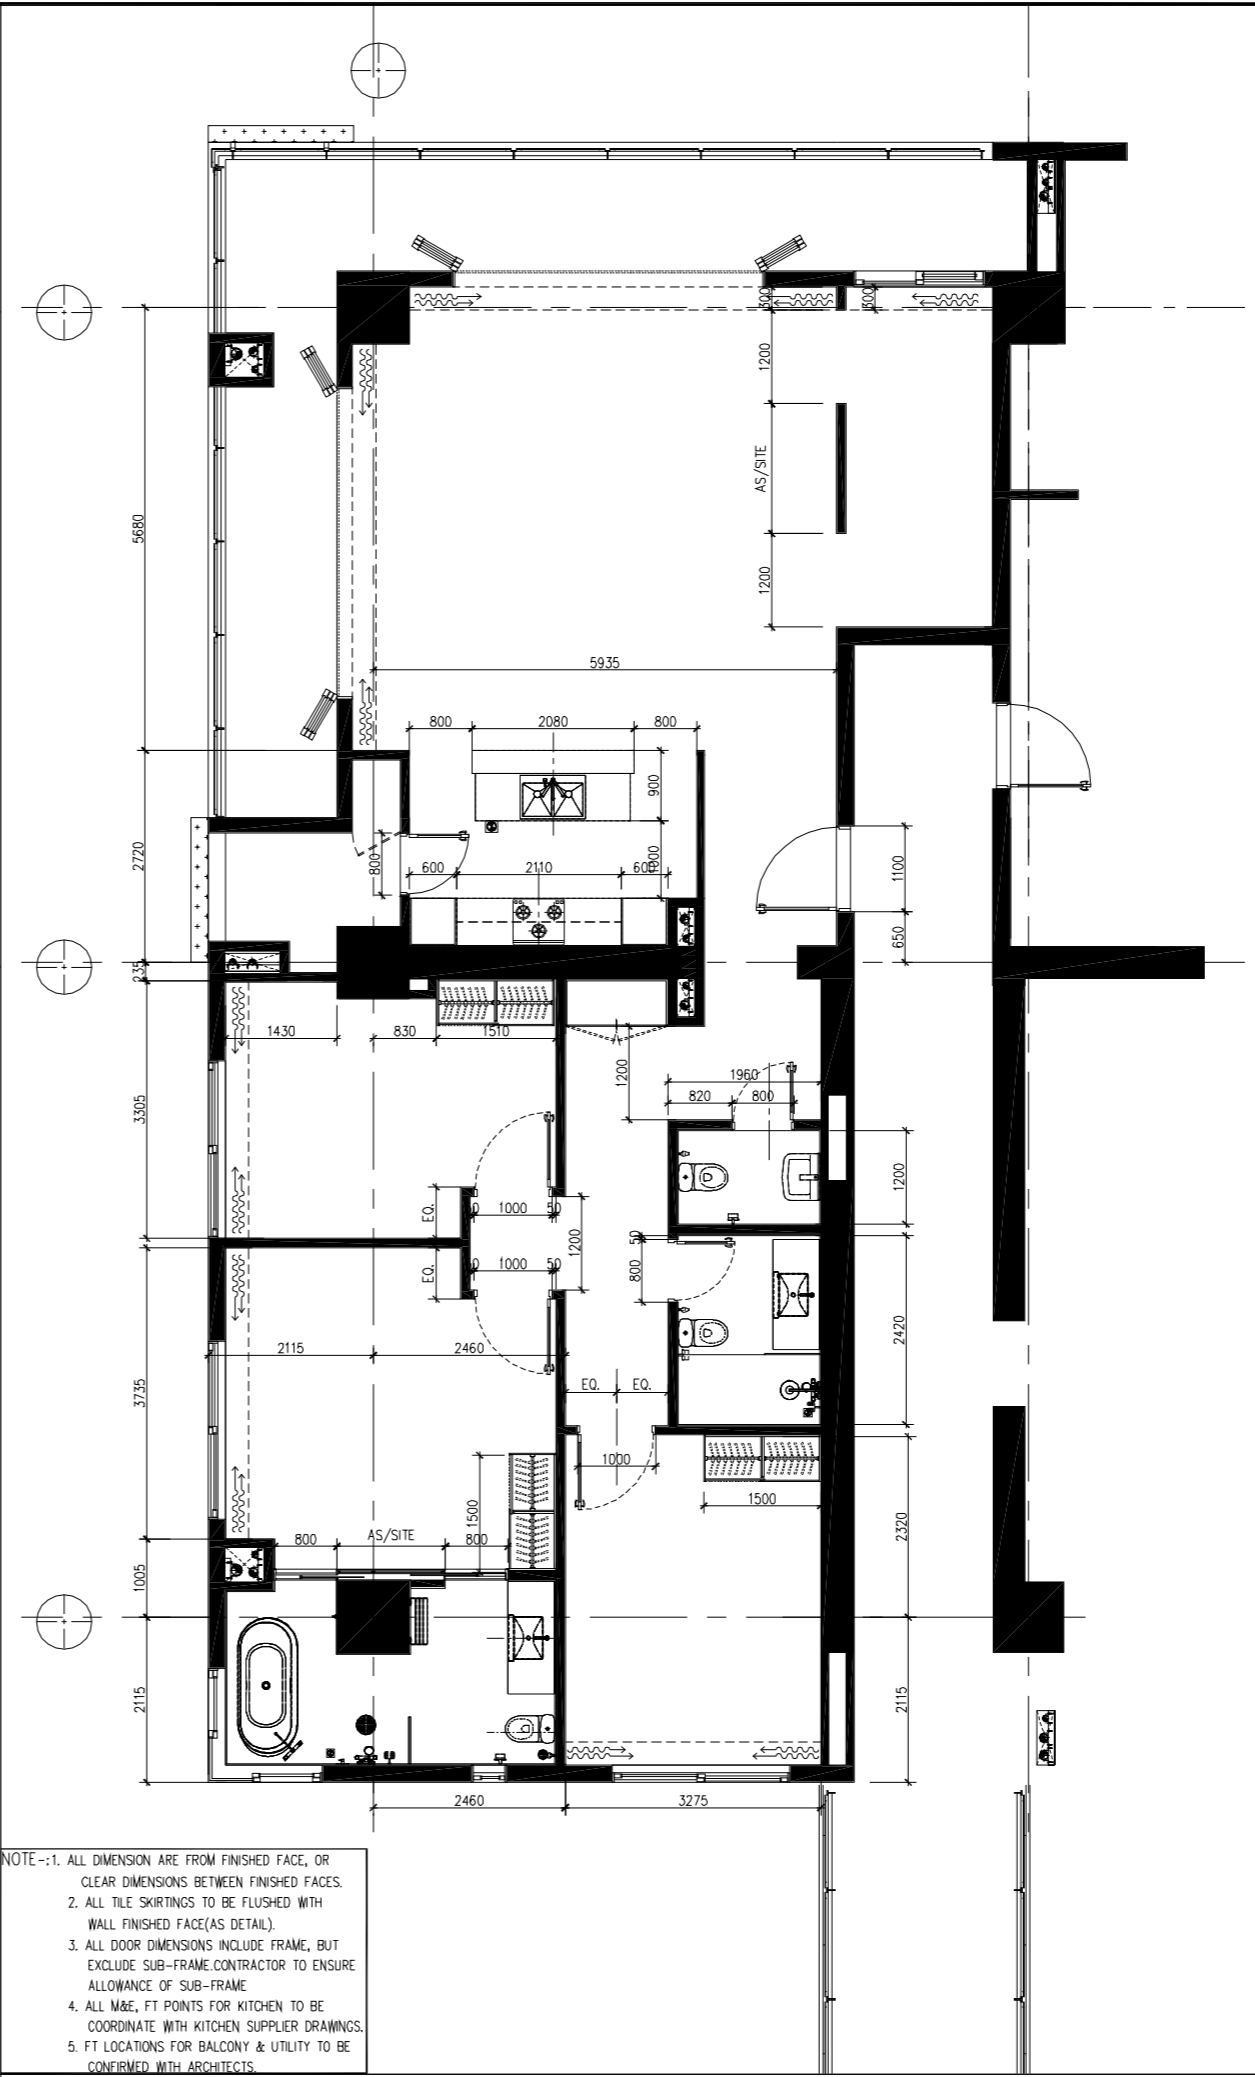 300
300
1200
AS/SITE
5680
1200
5935
800
2080
800
900
2720
800
600
2110
600
1000
1100
650
235
1430
830
1510
1200
1960
820
800
3305
1200
EQ.
1000
50
1200
50
EQ.
1000
50
800
2420
2115
2460
3735
EQ.
EQ.
1000
1500
1500
800
AS/SITE
800
2320
1005
2115
2115
2460
3275
NOTE-:1. ALL DIMENSION ARE FROM FINISHED FACE, OR
CLEAR DIMENSIONS BETWEEN FINISHED FACES.
2. ALL TILE SKIRTINGS TO BE FLUSHED WITH
WALL FINISHED FACE(AS DETAIL).
3. ALL DOOR DIMENSIONS INCLUDE FRAME, BUT
EXCLUDE SUB-FRAME.CONTRACTOR TO ENSURE
ALLOWANCE OF SUB-FRAME
4. ALL M&E, FT POINTS FOR KITCHEN TO BE
COORDINATE WITH KITCHEN SUPPLIER DRAWINGS.
5. FT LOCATIONS FOR BALCONY & UTILITY TO BE
CONFIRMED WITH ARCHITECTS.